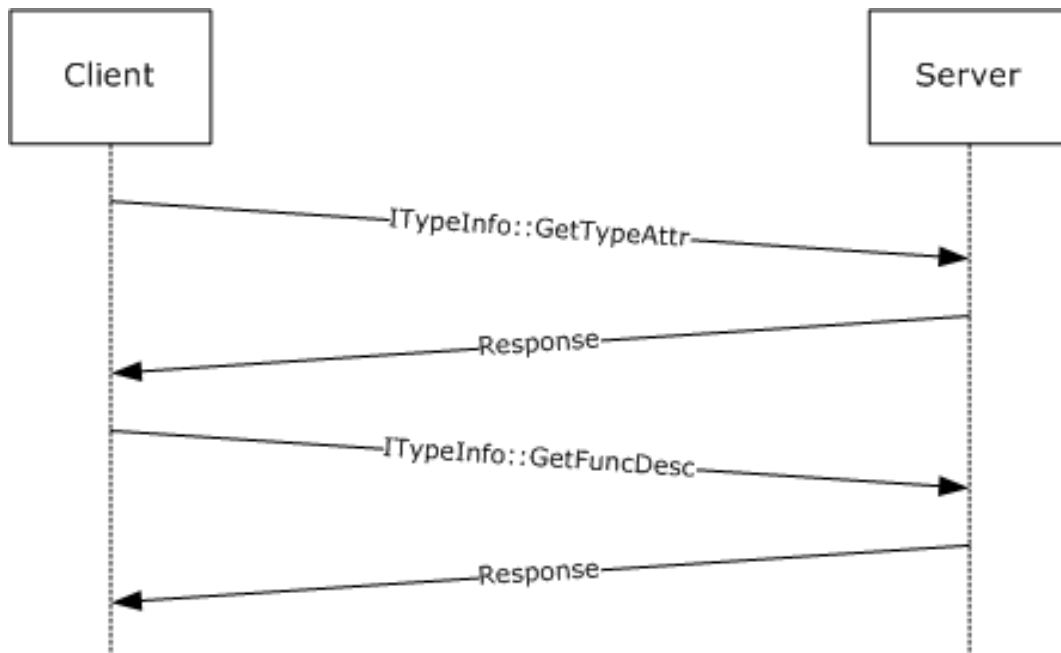 Client
Server
ITypeInfo::GetTypeAttr
Response
ITypeInfo::GetFuncDesc
Response